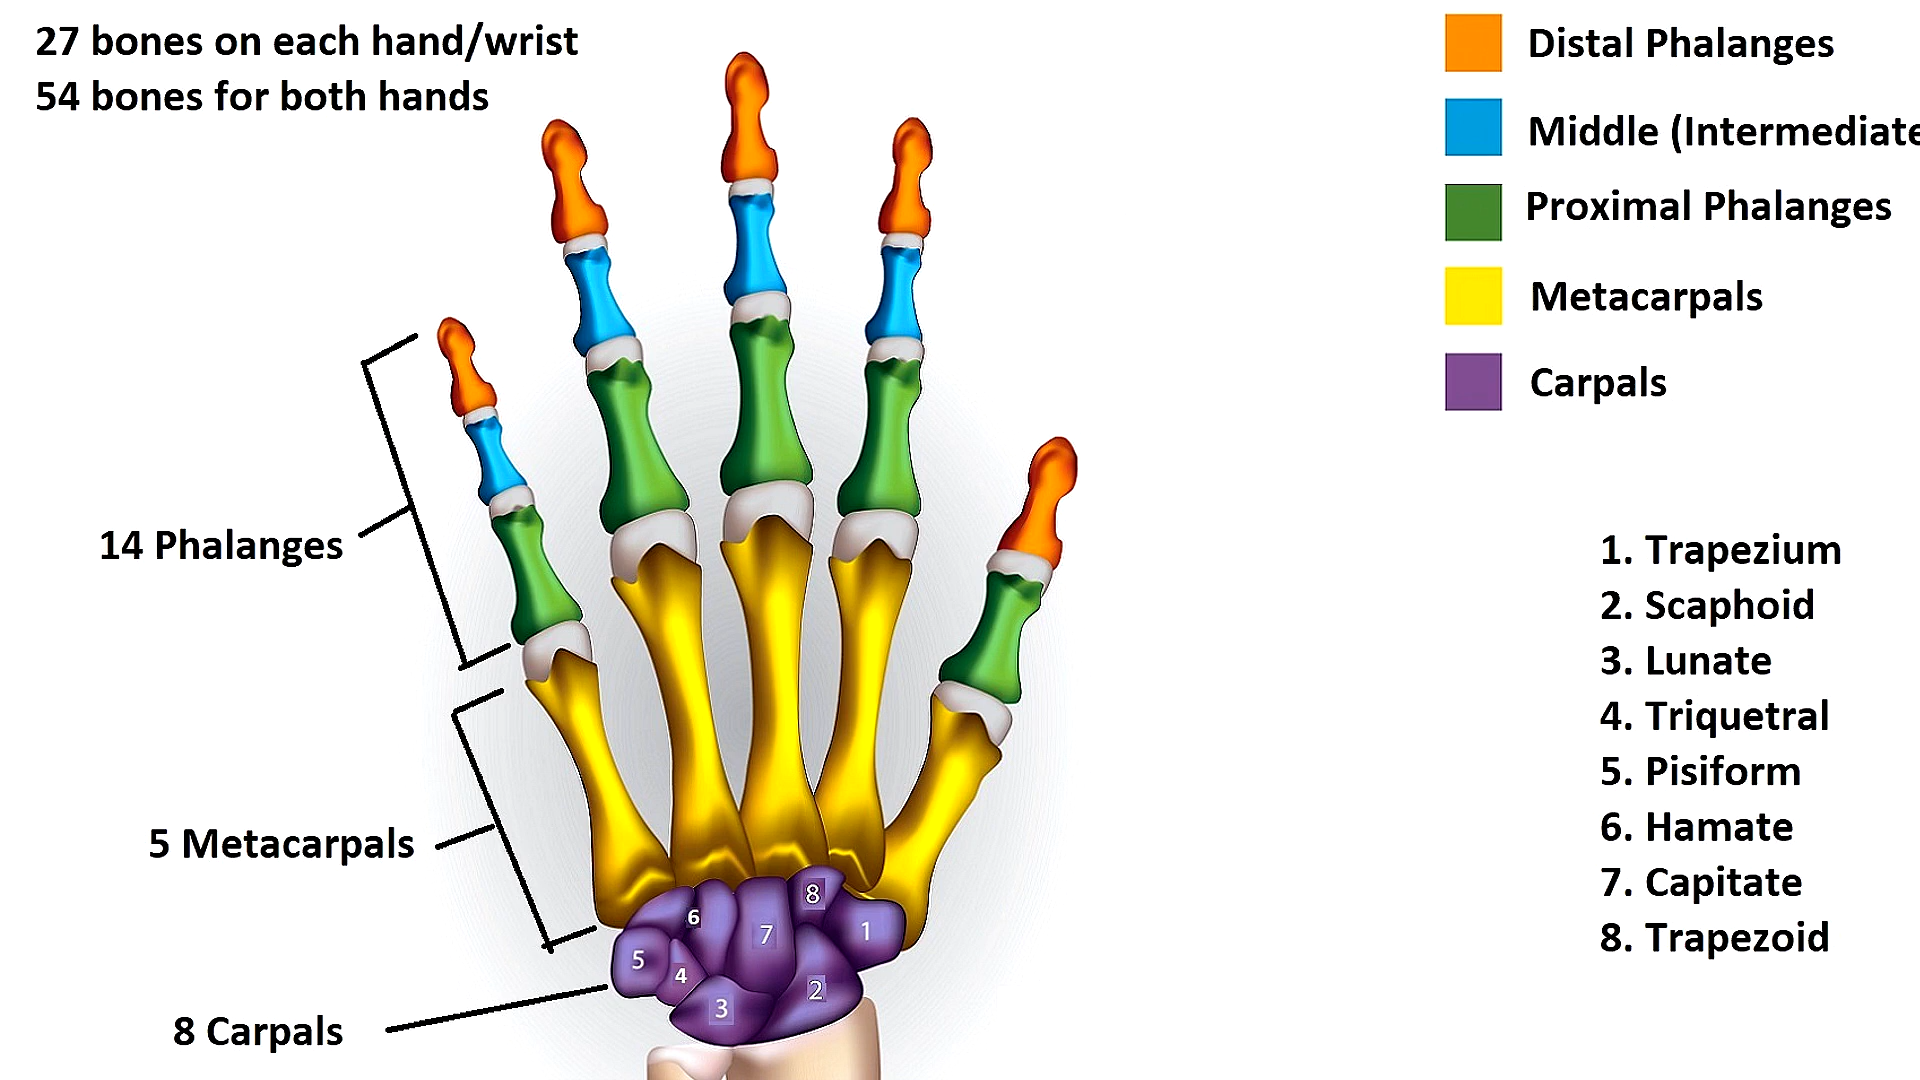 27 bones on each hand/wrist
54 bones for both hands
Distal Phalanges
Middle (Intermediate
Proximal Phalanges
Metacarpals
Carpals
14 Phalanges
5 Metacarpals
8 Carpals
1. Trapezium
2. Scaphoid
3. Lunate
4. Triquetral
5. Pisiform
6. Hamate
7. Capitate
8. Trapezoid
8
6
7
1
5
4
2
3